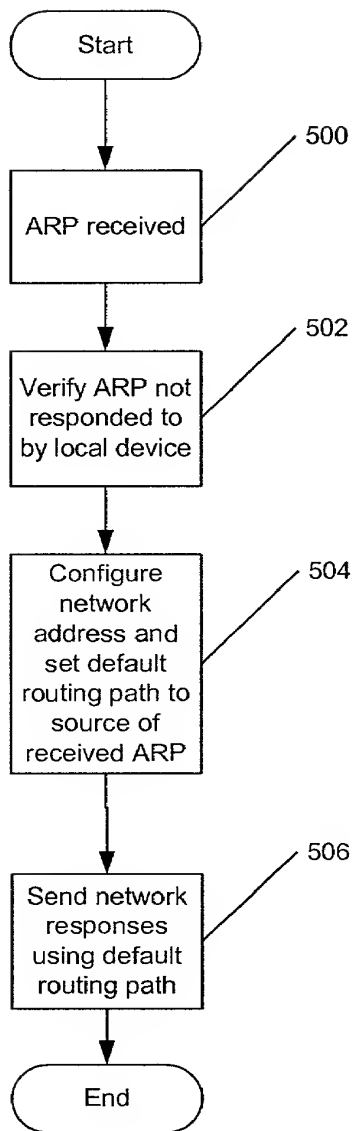 Start
500
ARP received
502
Verify ARP not
responded to
by local device
504
Configure
network
address and
set default
routing path to
source of
received ARP
506
Send network
responses
using default
routing path
End